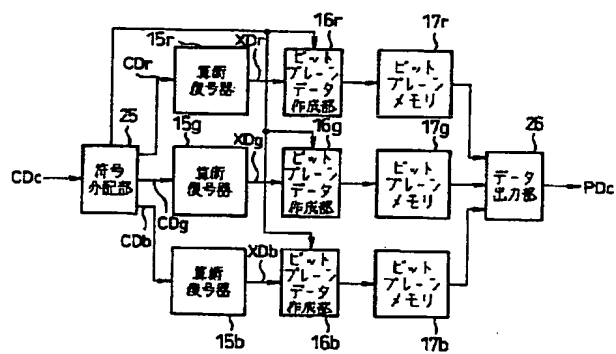 16r
17r
15r
XDr
CDr
算術
復号器
ビット
プレーン
データ
作成部
ビット
プレーン
メモリ
25
15g
XDg
16g
17g
26
CDc
符号
分配部
算術
復号器
ビット
プレーン
データ
作成部
ビット
プレーン
メモリ
データ
出力部
PDc
CDg
CDb
XDb
算術
復号器
ビット
プレーン
データ
作成部
ビット
プレーン
メモリ
15b
16b
17b